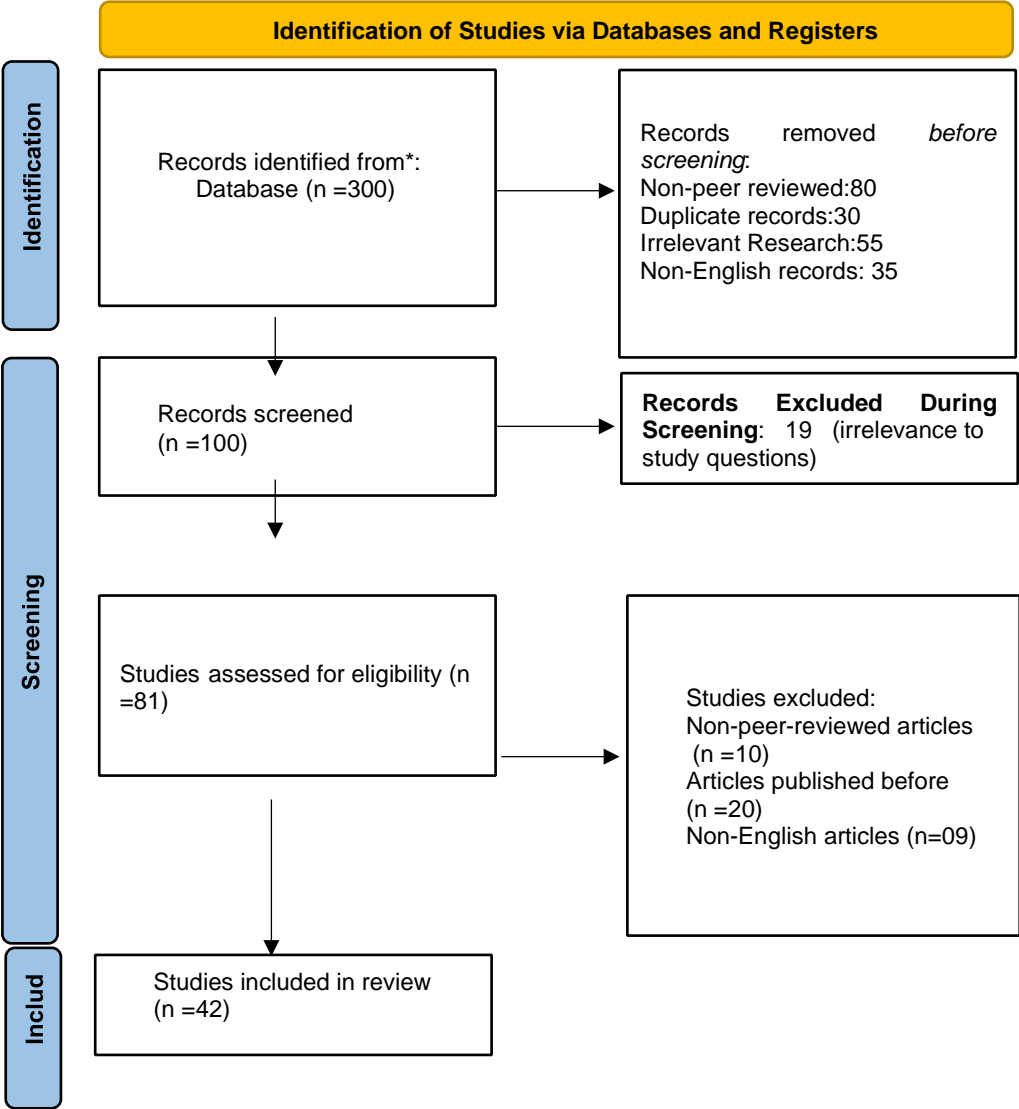 Identification of Studies via Databases and Registers
Identification
Records identified from*:
Database (n =300)
Records removed before
screening:
Non-peer reviewed:80
Duplicate records:30
Irrelevant Research:55
Non-English records: 35
Screening
Records screened
(n =100)
Records Excluded During
Screening: 19 (irrelevance to
study questions)
Studies assessed for eligibility (n
=81)
Studies excluded:
Non-peer-reviewed articles
(n =10)
Articles published before
(n =20)
Non-English articles (n=09)
Includ
Studies included in review
(n =42)